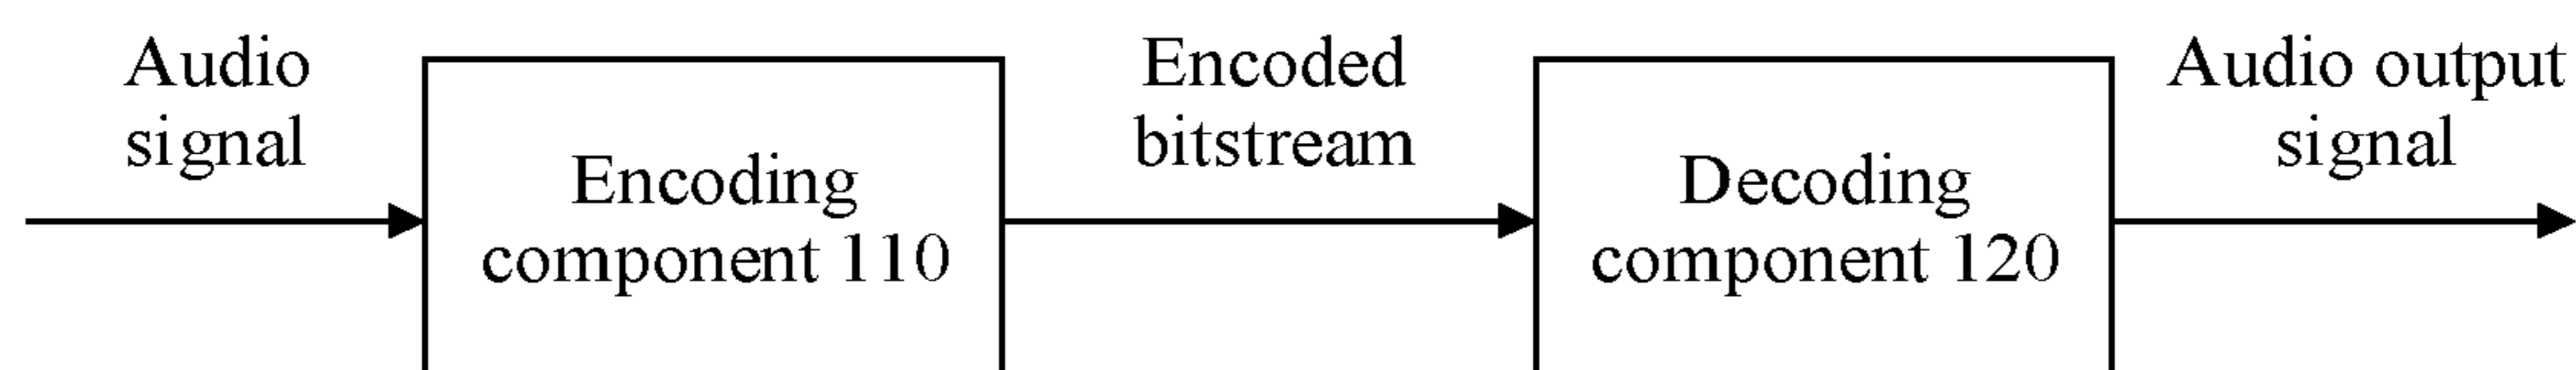 Audio
signal
Encoding
component 110
Encoded
bitstream
Decoding
component 120
Audio output
signal